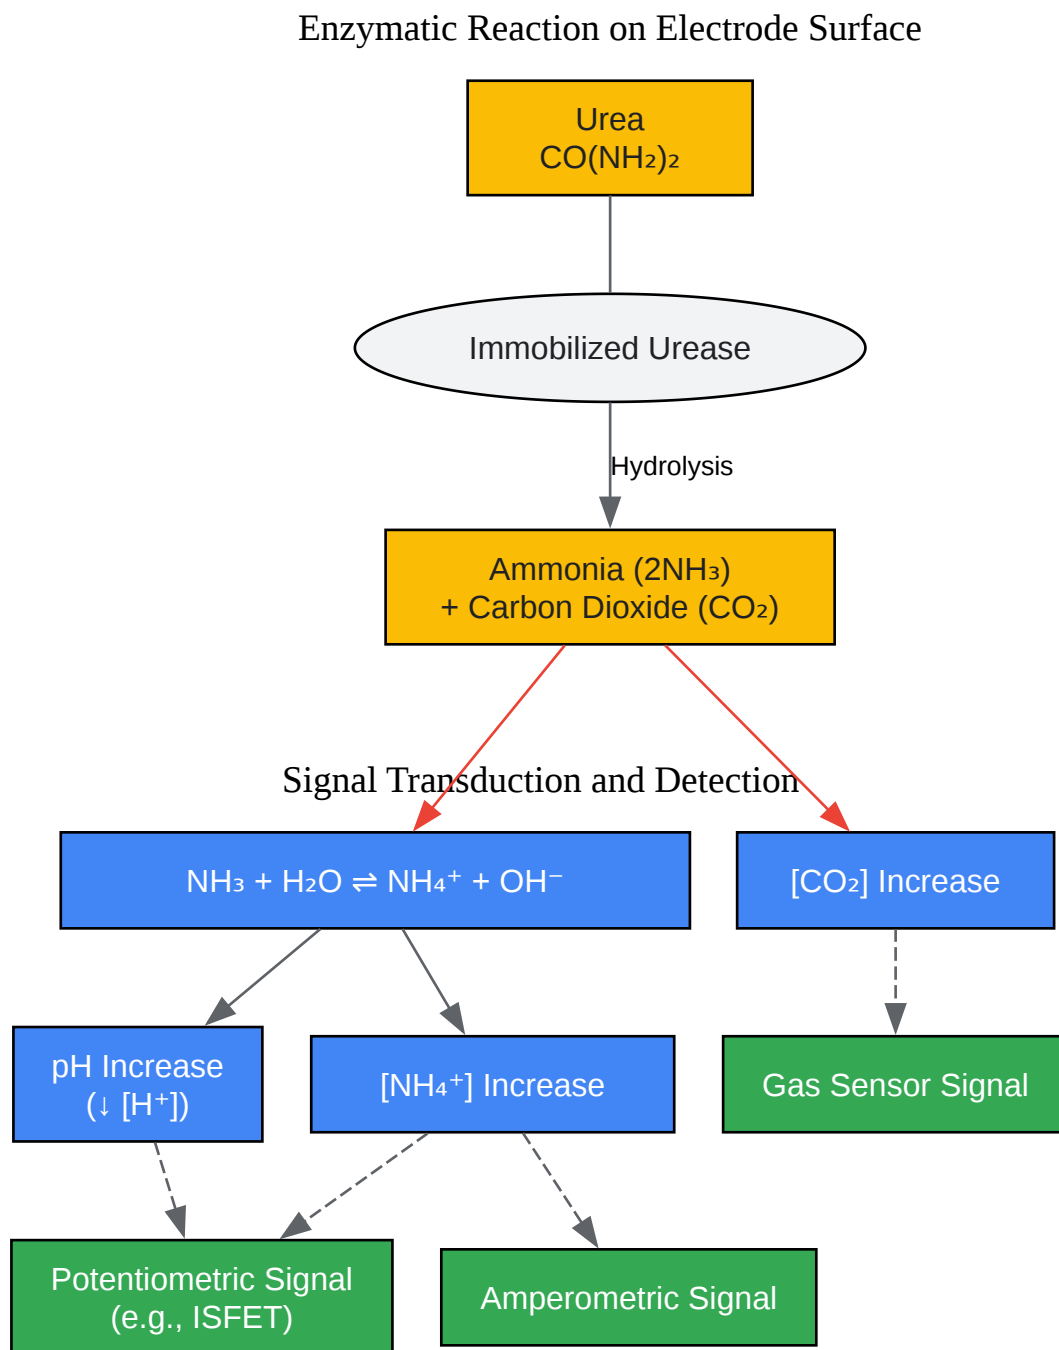 Enzymatic Reaction on Electrode Surface
Urea
CO(NH₂)₂
Immobilized Urease
Hydrolysis
Ammonia (2NH₃)
+ Carbon Dioxide (CO₂)
Signal Transduction and Detection
NH₃ + H₂O ⇌ NH₄⁺ + OH⁻
[CO₂] Increase
pH Increase
(↓ [H⁺])
[NH₄⁺] Increase
Gas Sensor Signal
Potentiometric Signal
(e.g., ISFET)
Amperometric Signal